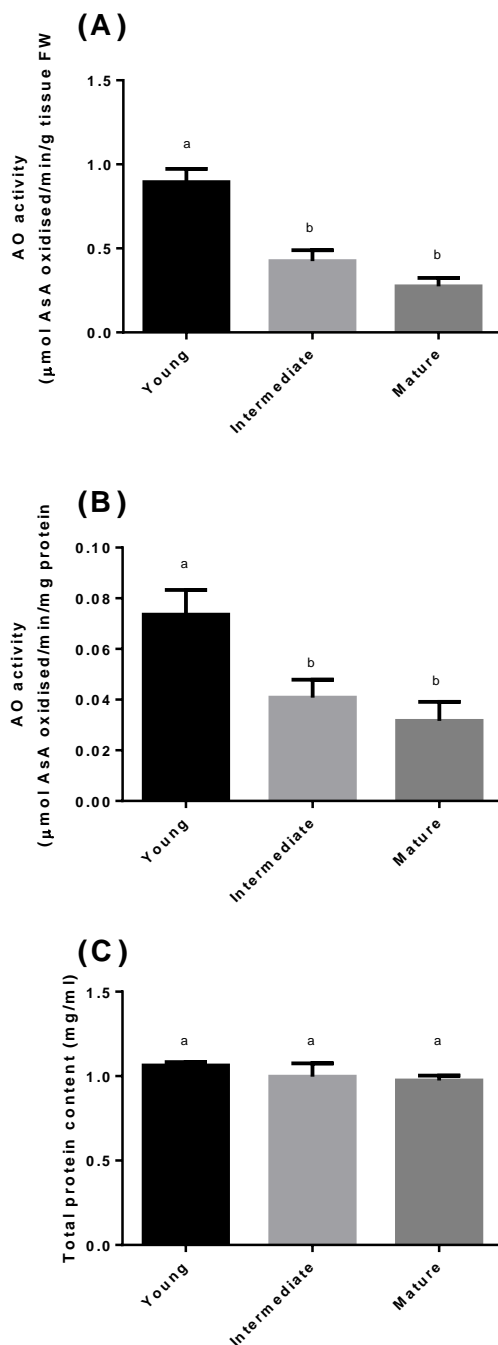 (A)
AO activity
(μmol AsA oxidised/min/g tissue FW
1.5
1.0
0.5
0.0
a
b
b
Young
Intermediate
Mature
(B)
AO activity
(μmol AsA oxidised/min/mg protein
0.10
0.08
0.06
0.04
0.02
0.00
a
b
b
Young
Intermediate
Mature
(C)
Total protein content (mg/ml)
1.5
1.0
0.5
0.0
a
a
a
Young
Intermediate
Mature